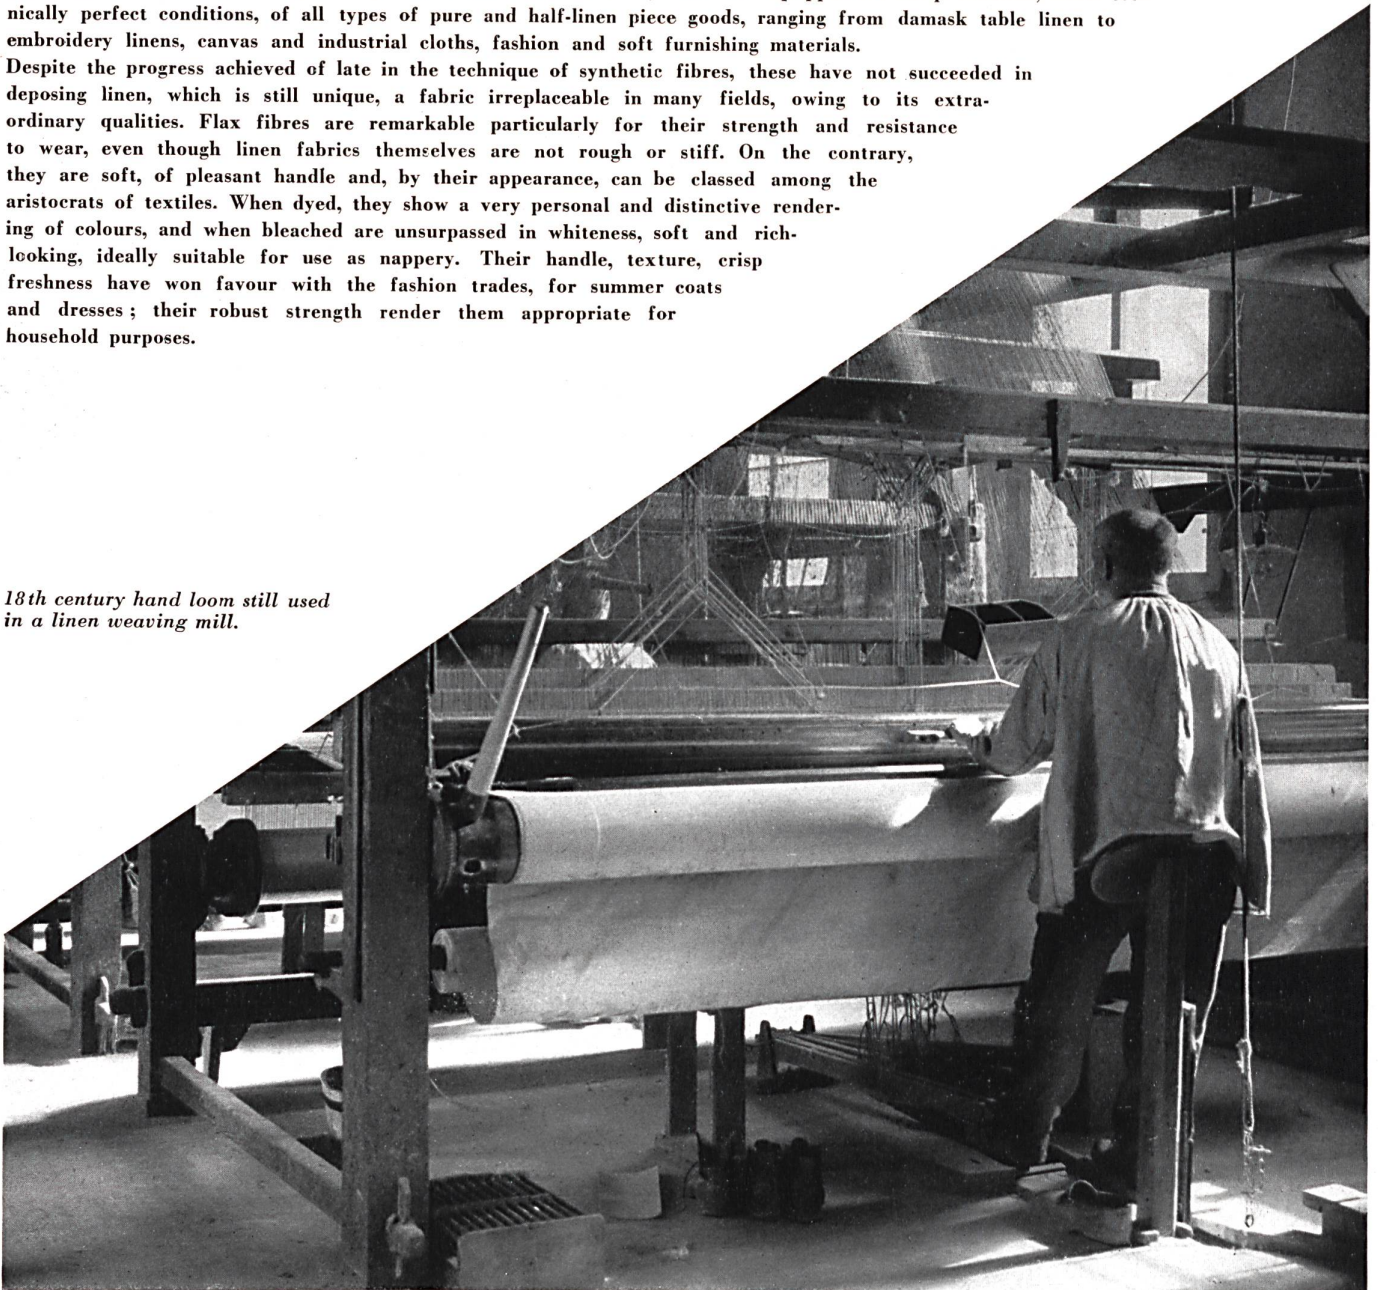 nically perfect conditions, of all types of pure and half-linen piece goods, ranging from damask table linen to
embroidery linens, canvas and industrial cloths, fashion and soft furnishing materials.
Despite the progress achieved of late in the technique of synthetic fibres, these have not succeeded in
deposing linen, which is still unique, a fabric irreplaceable in many fields, owing to its extra-
ordinary qualities. Flax fibres are remarkable particularly for their strength and resistance
to wear, even though linen fabrics themselves are not rough or stiff. On the contrary,
they are soft, of pleasant handle and, by their appearance, can be classed among the
aristocrats of textiles. When dyed, they show a very personal and distinctive render-
ing of colours, and when bleached are unsurpassed in whiteness, soft and rich-
looking, ideally suitable for use as nappery. Their handle, texture, crisp
freshness have won favour with the fashion trades, for summer coats
and dresses ; their robust strength render them appropriate for
household purposes.
18th century hand loom still used
in a linen weaving mill.